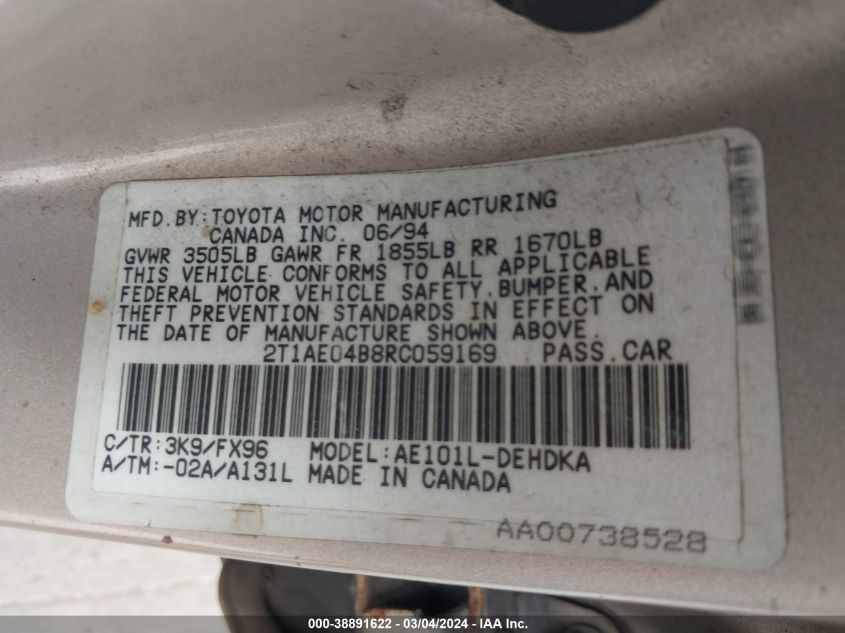 MFD.BY:TOYOTA MOTOR MANUFACTURING
CANADA INC. 06/94
GVWR 3505LB GAWR FR 1855LB RR 1670LB
THIS VEHICLE CONFORMS TO ALL APPLICABLE
FEDERAL MOTOR VEHICLE SAFETY,BUMPER,AND
THEFT PREVENTION STANDARDS IN EFFECT ON
THE DATE OF MANUFACTURE SHOWN ABOVE.
2T1AE04B8RC059169 PASS.CAR
C/TR:3K9/FX96 MODEL:AE101L-DEHDKA
A/TM:-02A/A131L MADE IN CANADA
AA00738528
000-38891622 - 03/04/2024 - IAA Inc.